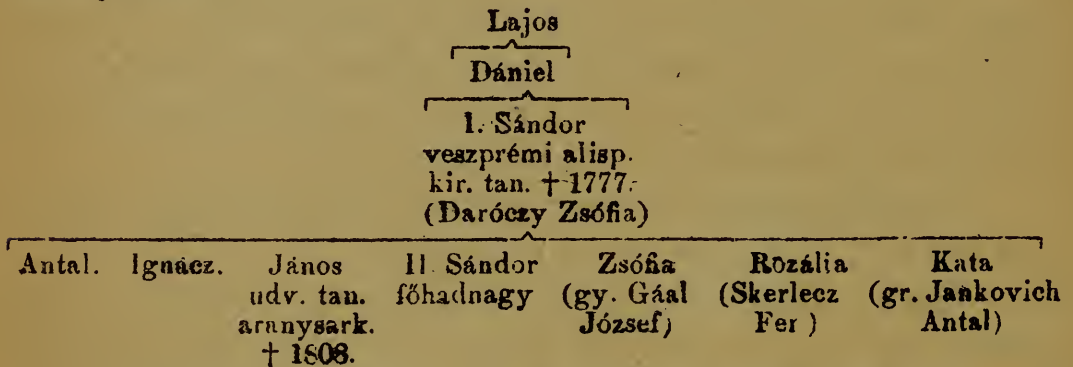 Lajos
Dániel
I. Sándor
veszprémi alisp.
kir. tan. † 1777.
(Daróczy Zsófia)
Antal. Ignácz. János II. Sándor Zsófia Rozália Kata
udv. tan. főhadnagy (gy. Gáal (Skerlecz (gr. Jankovich
aranysark. József) Fer ) Antal)
† 1808.